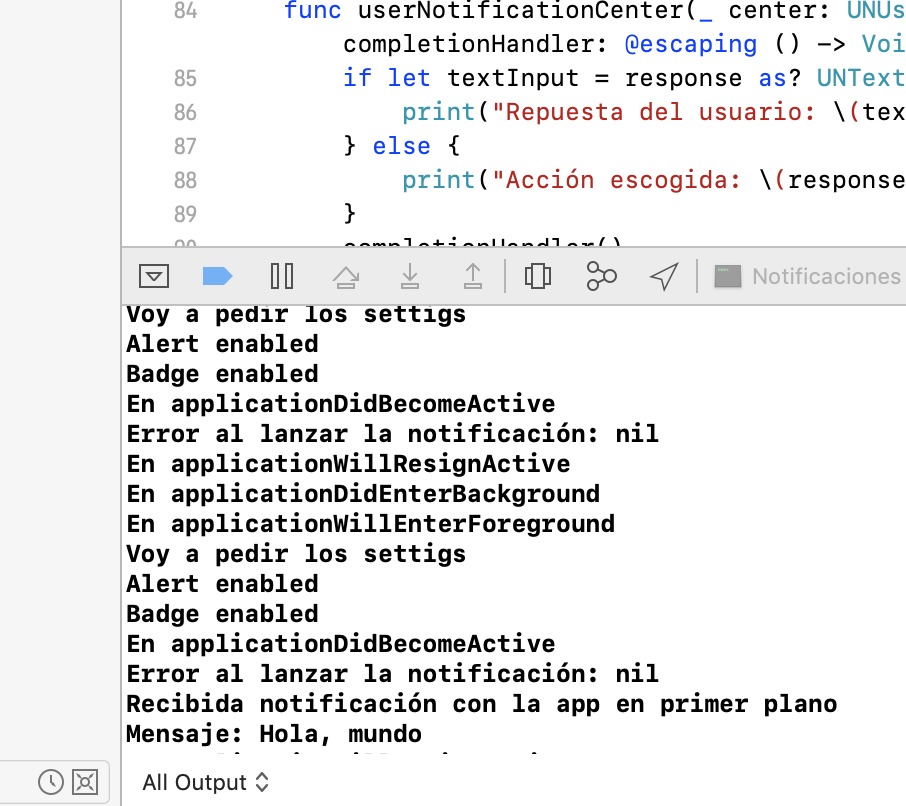 84 func userNotificationCenter(_ center: UNUs
completionHandler: @escaping () -> Voi
85 if let textInput = response as? UNText
86 print("Repuesta del usuario: \(tex
87 } else {
88 print("Acción escogida: \(response
89 }
90 completionHandler()
Notificaciones
Voy a pedir los settigs
Alert enabled
Badge enabled
En applicationDidBecomeActive
Error al lanzar la notificación: nil
En applicationWillResignActive
En applicationDidEnterBackground
En applicationWillEnterForeground
Voy a pedir los settigs
Alert enabled
Badge enabled
En applicationDidBecomeActive
Error al lanzar la notificación: nil
Recibida notificación con la app en primer plano
Mensaje: Hola, mundo
All Output